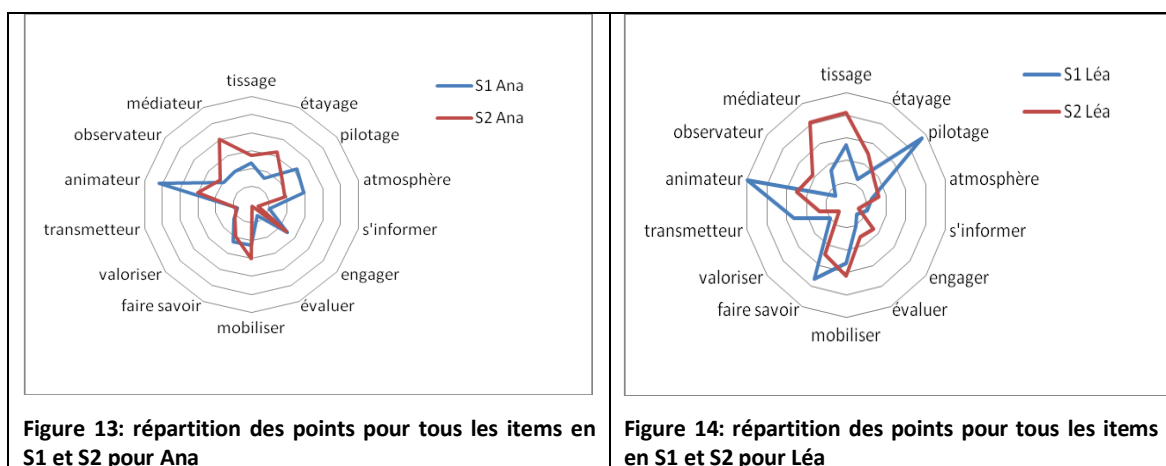 tissage
étayage
pilotage
atmosphère
s'informer
engager
évaluer
mobiliser
faire savoir
valoriser
transmetteur
animateur
observateur
médiateur
S1 Ana
S2 Ana
Figure 13: répartition des points pour tous les items en
S1 et S2 pour Ana
tissage
étayage
pilotage
atmosphère
s'informer
engager
évaluer
mobiliser
faire savoir
valoriser
transmetteur
animateur
observateur
médiateur
S1 Léa
S2 Léa
Figure 14: répartition des points pour tous les items
en S1 et S2 pour Léa